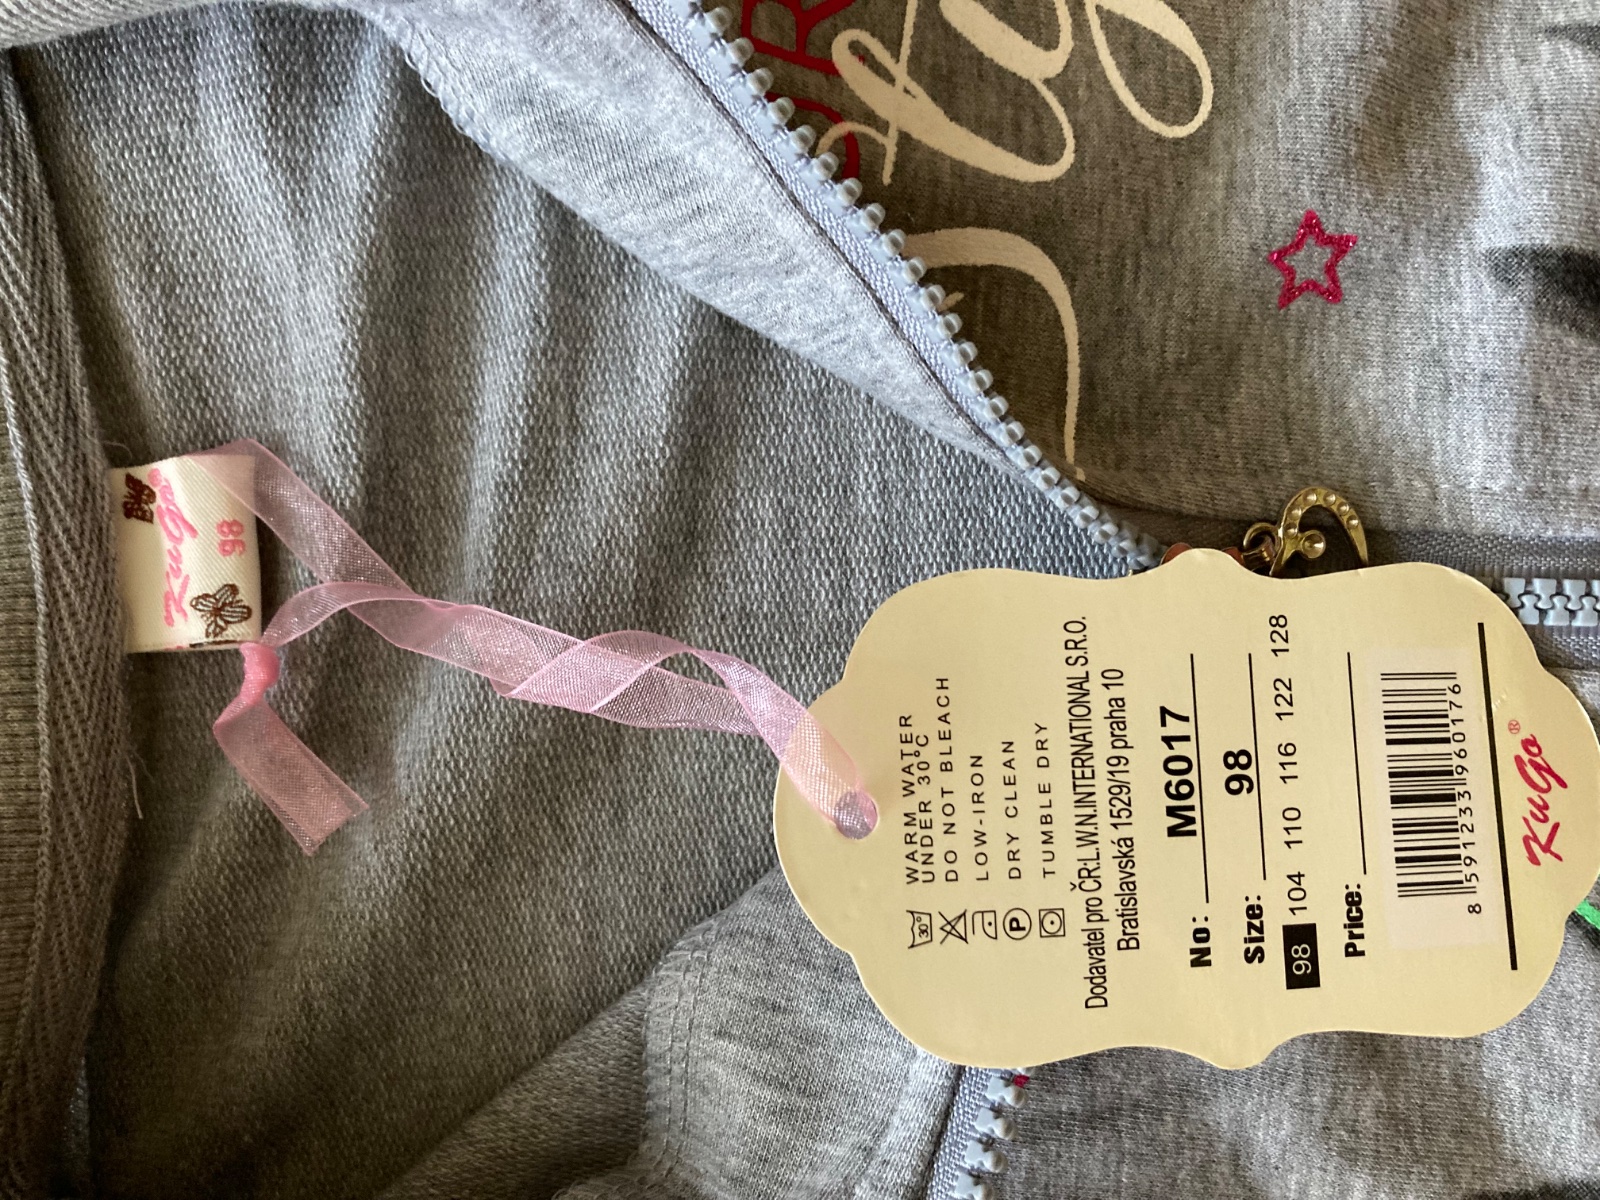 KuGo®
98
WARM WATER
UNDER 30°C
DO NOT BLEACH
LOW-IRON
DRY CLEAN
TUMBLE DRY
30°
P
Dodavatel pro ČR:L.W.N.INTERNATIONAL S.R.O.
Bratislavská 1529/19 praha 10
No: M6017
Size: 98
98 104 110 116 122 128
Price:
8 591233 960176
KuGo®